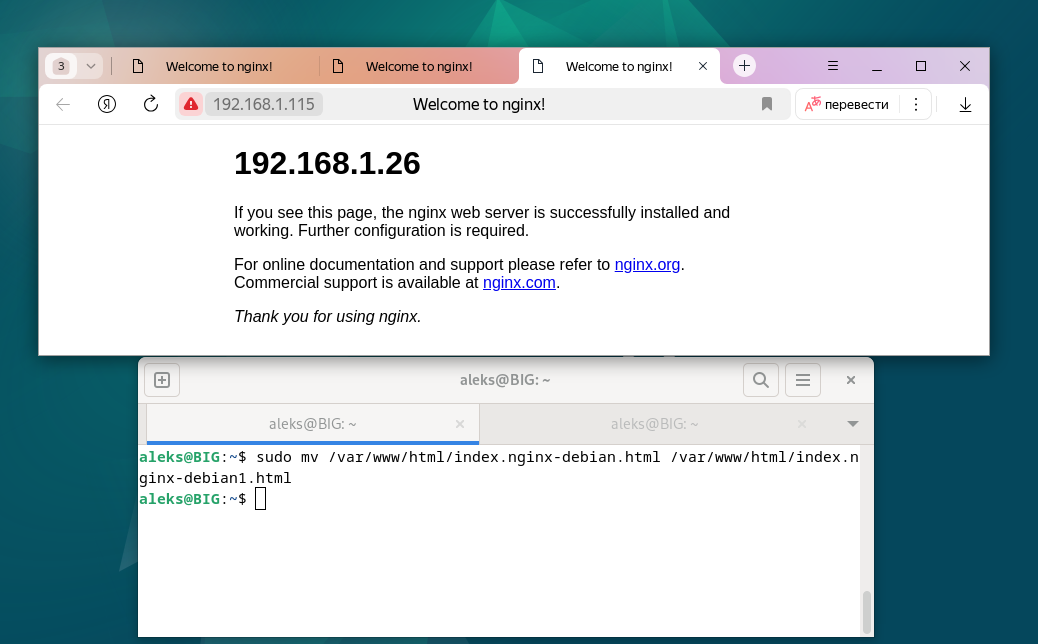 3
Welcome to nginx!
Welcome to nginx!
Welcome to nginx!
Я
192.168.1.115
Welcome to nginx!
перевести
192.168.1.26
If you see this page, the nginx web server is successfully installed and
working. Further configuration is required.
For online documentation and support please refer to nginx.org.
Commercial support is available at nginx.com.
Thank you for using nginx.
aleks@BIG: ~
aleks@BIG: ~
aleks@BIG: ~
aleks@BIG:~$ sudo mv /var/www/html/index.nginx-debian.html /var/www/html/index.n
ginx-debian1.html
aleks@BIG:~$